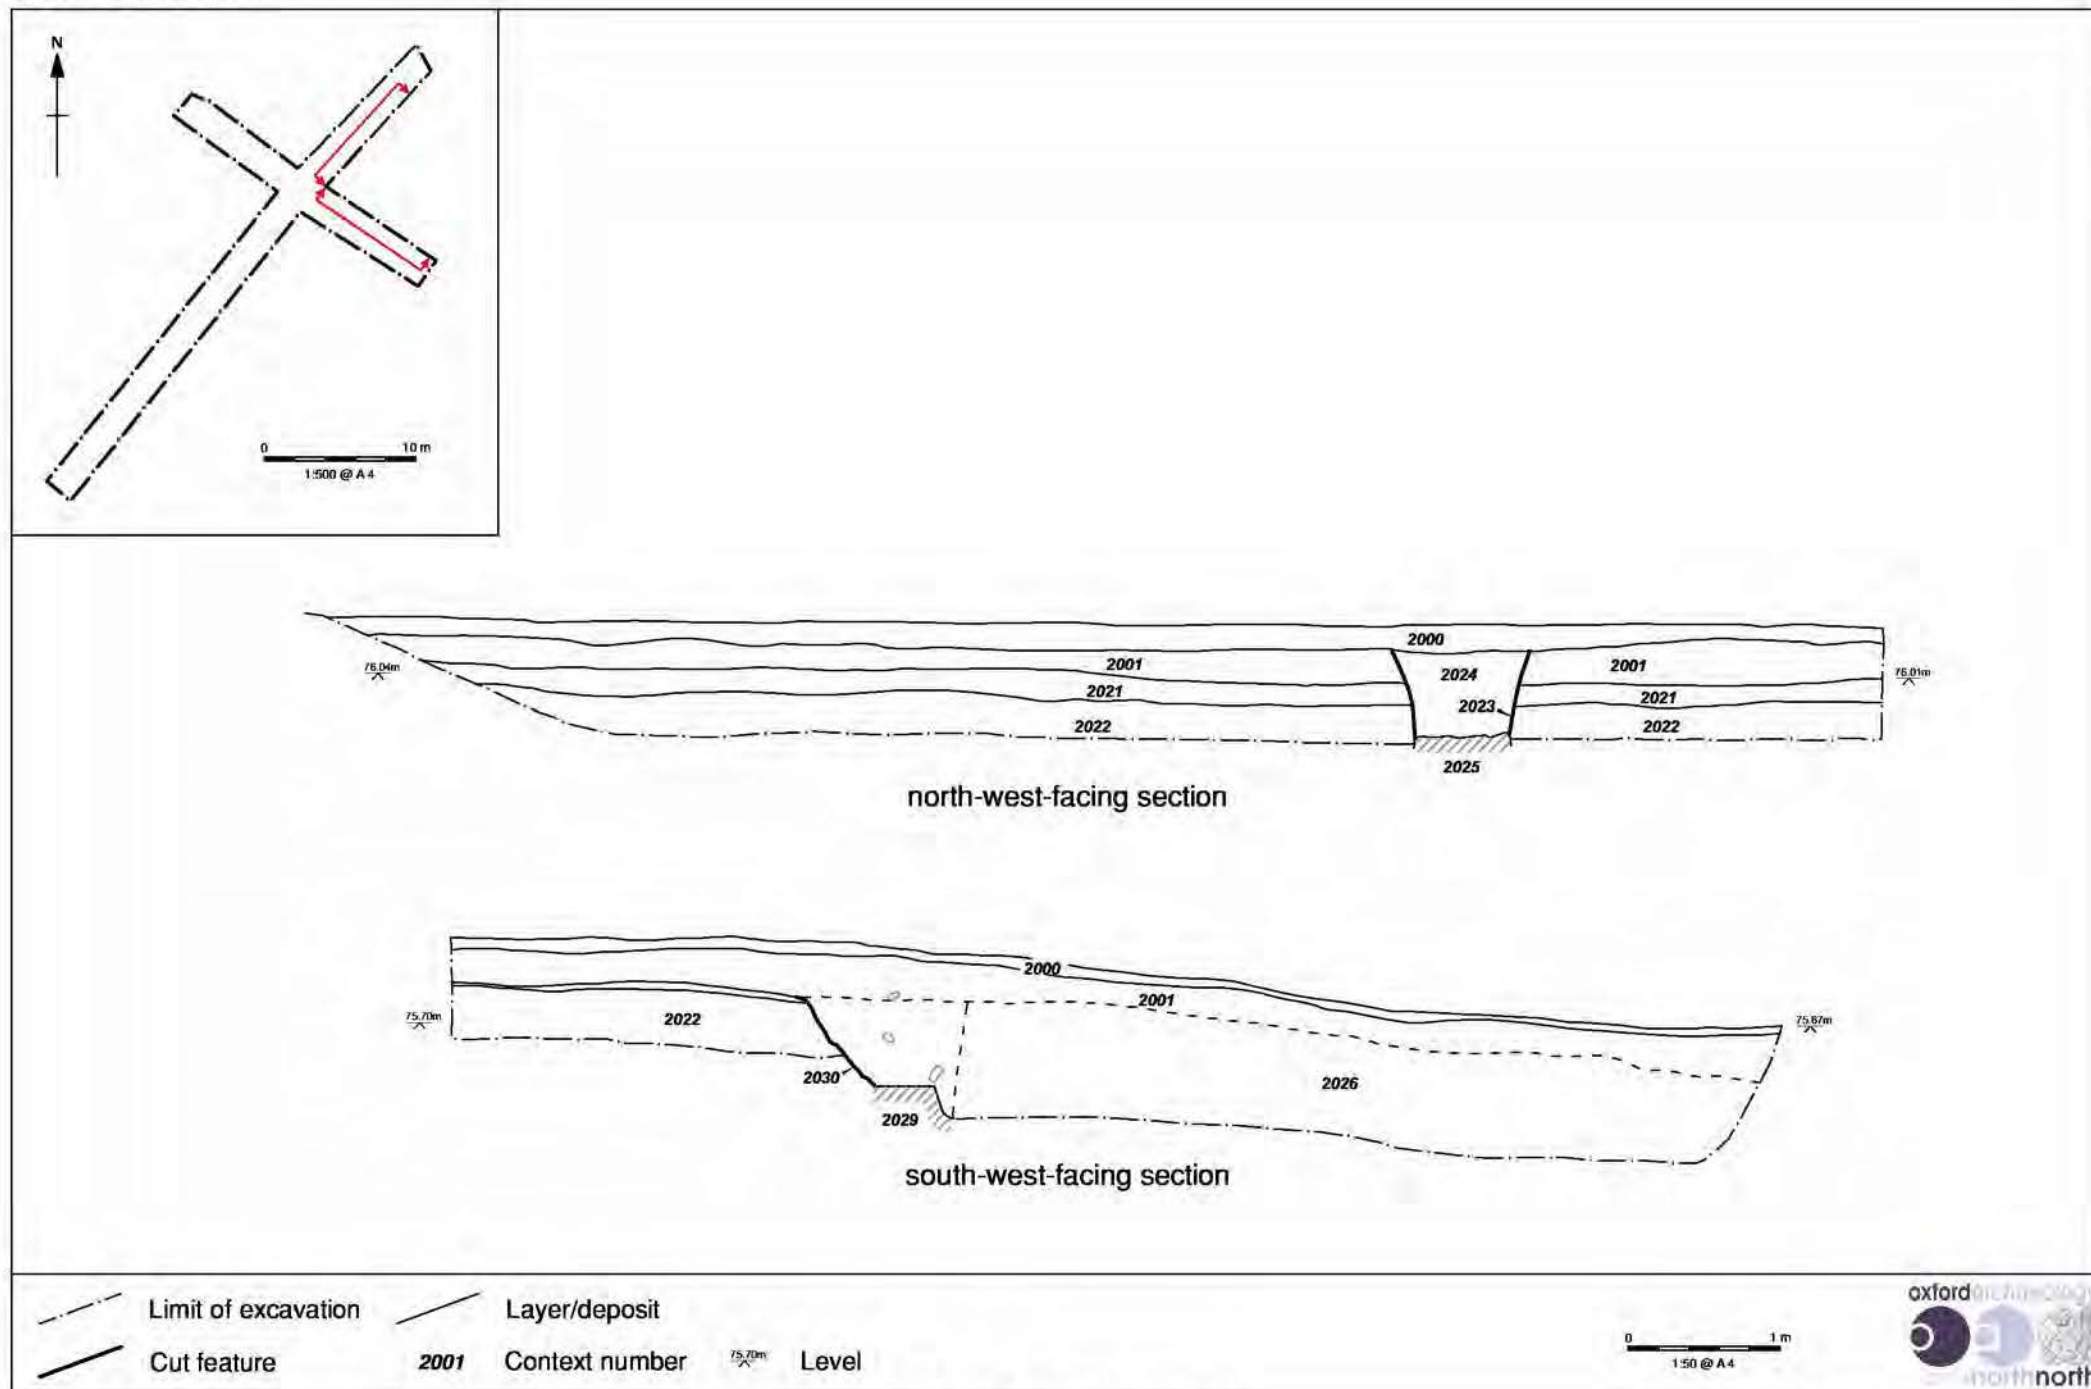 N
0 10 m
1:500 @ A4
2000
2001 2024 2001
76.04m 76.01m
2021 2023 2021
2022 2022
2025
north-west-facing section
2000
2001
75.70m 2022 75.67m
2030 2026
2029
south-west-facing section
Limit of excavation Layer/deposit
Cut feature 2001 Context number 75.70m Level
0 1 m
1:50 @ A4
oxfordarchaeology
northnorth